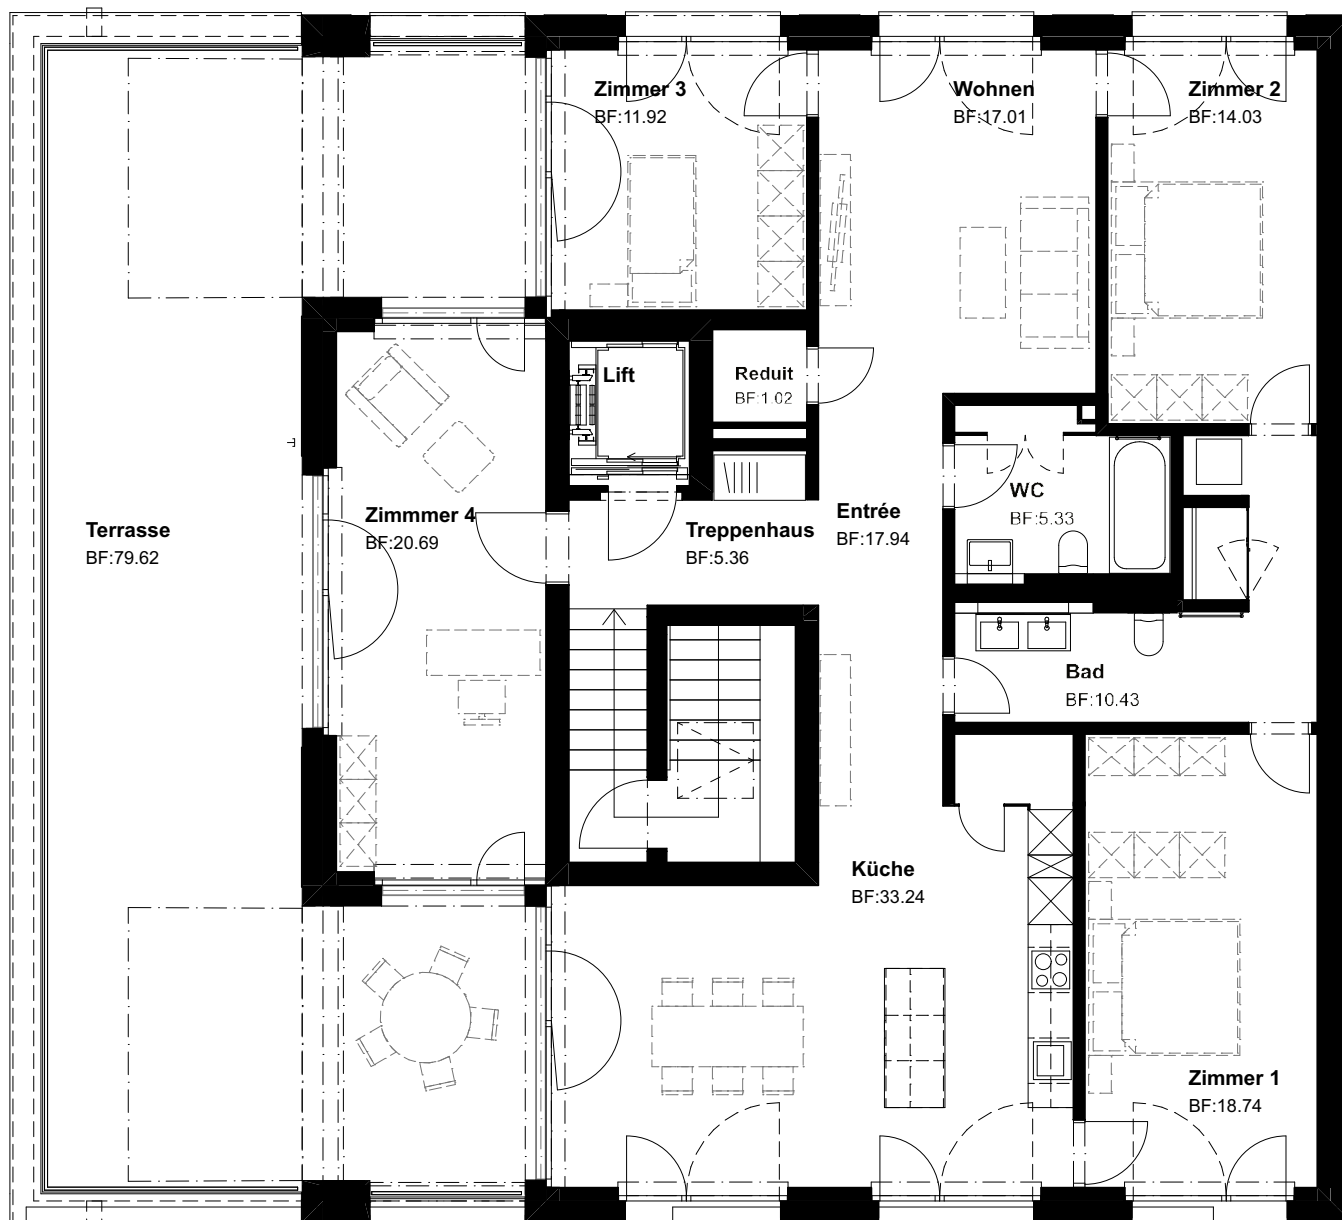 Zimmer 3
BF:11.92
Wohnen
BF:17.01
Zimmer 2
BF:14.03
Lift
Reduit
BF:1.02
Terrasse
BF:79.62
Zimmmer 4
BF:20.69
Treppenhaus
BF:5.36
Entrée
BF:17.94
WC
BF:5.33
Bad
BF:10.43
Küche
BF:33.24
Zimmer 1
BF:18.74